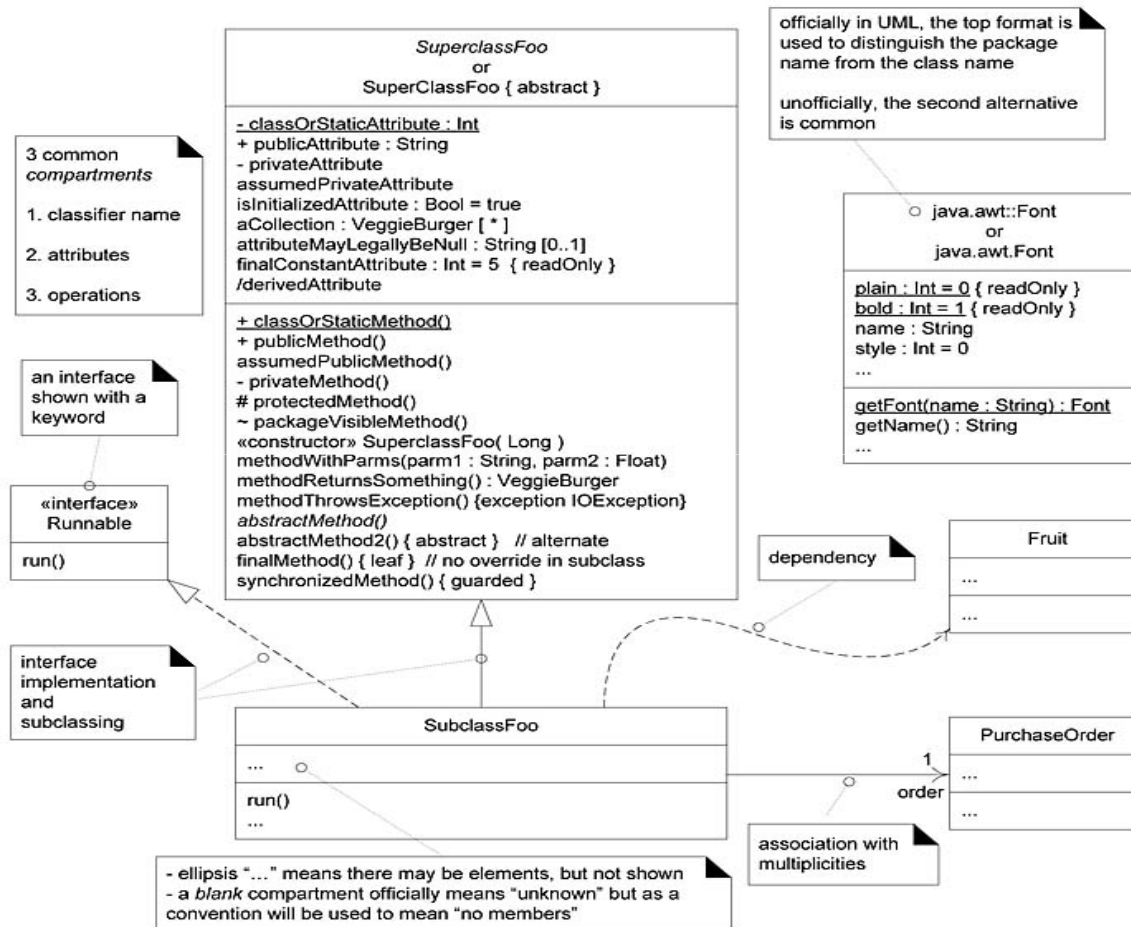 SuperclassFoo
or
SuperClassFoo { abstract }
- classOrStaticAttribute : Int
+ publicAttribute : String
- privateAttribute
assumedPrivateAttribute
isInitializedAttribute : Bool = true
aCollection : VeggieBurger [ * ]
attributeMayLegallyBeNull : String [0..1]
finalConstantAttribute : Int = 5 { readOnly }
/derivedAttribute
+ classOrStaticMethod()
+ publicMethod()
assumedPublicMethod()
- privateMethod()
# protectedMethod()
~ packageVisibleMethod()
«constructor» SuperclassFoo( Long )
methodWithParms(parm1 : String, parm2 : Float)
methodReturnsSomething() : VeggieBurger
methodThrowsException() {exception IOException}
abstractMethod()
abstractMethod2() { abstract } // alternate
finalMethod() { leaf } // no override in subclass
synchronizedMethod() { guarded }
3 common
compartments
1. classifier name
2. attributes
3. operations
officially in UML, the top format is
used to distinguish the package
name from the class name
unofficially, the second alternative
is common
java.awt::Font
or
java.awt.Font
plain : Int = 0 { readOnly }
bold : Int = 1 { readOnly }
name : String
style : Int = 0
...
getFont(name : String) : Font
getName() : String
...
an interface
shown with a
keyword
«interface»
Runnable
run()
dependency
Fruit
...
...
interface
implementation
and
subclassing
SubclassFoo
...
run()
...
1
order
PurchaseOrder
...
...
association with
multiplicities
- ellipsis “…” means there may be elements, but not shown
- a blank compartment officially means “unknown” but as a
convention will be used to mean “no members”